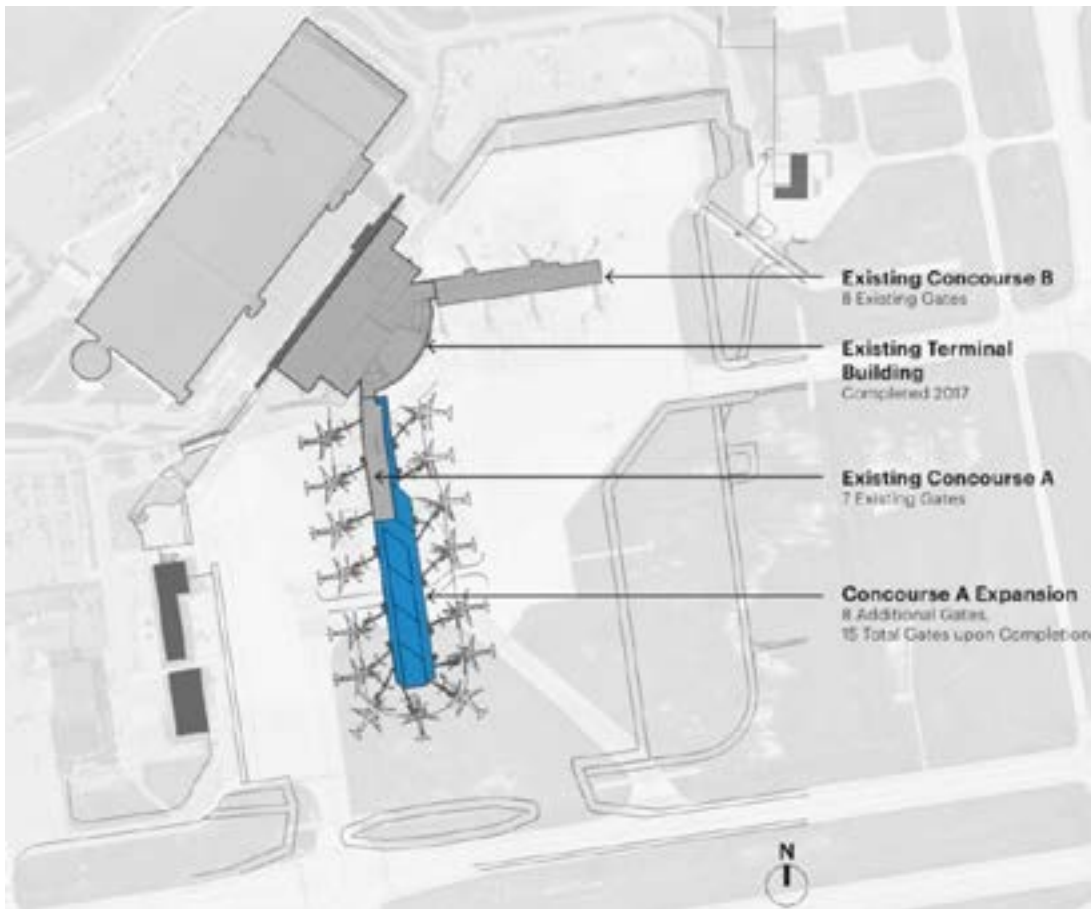 Existing Concourse B
8 Existing Gates
Existing Terminal
Building
Completed 2017
Existing Concourse A
7 Existing Gates
Concourse A Expansion
8 Additional Gates,
15 Total Gates upon Completion
N